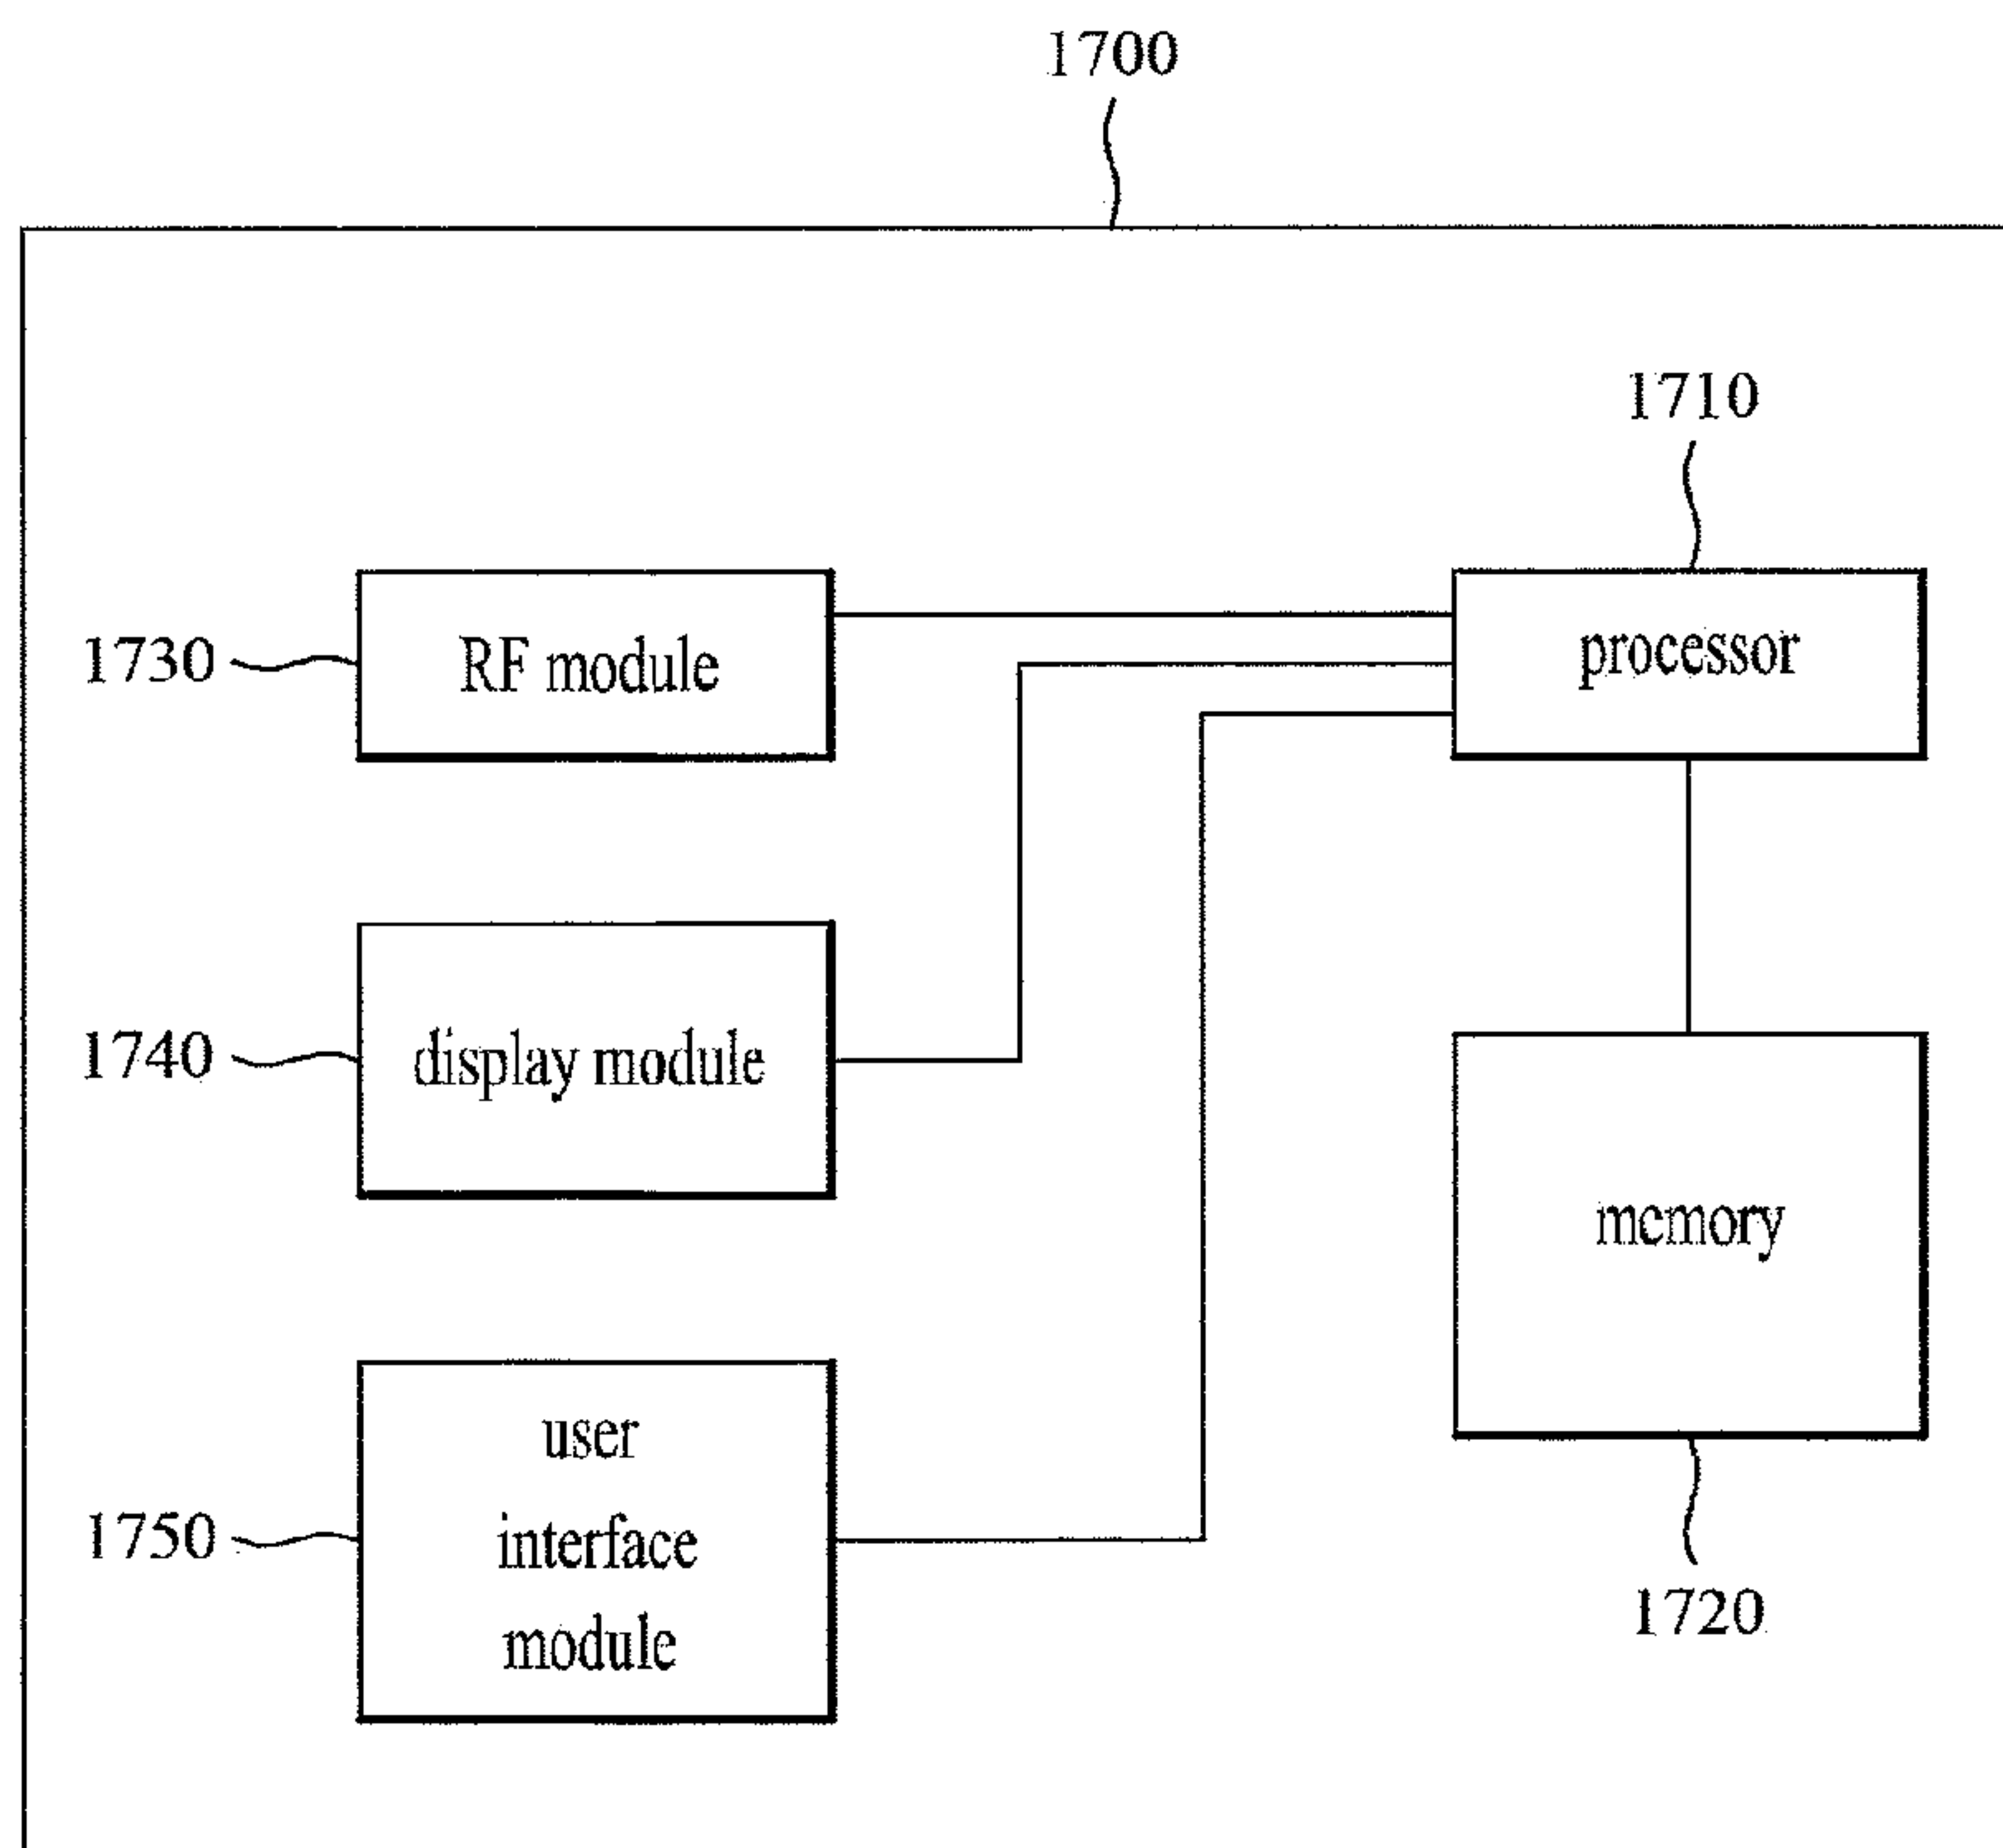 1700
1710
1730
RF module
processor
1740
display module
memory
user
interface
module
1750
1720